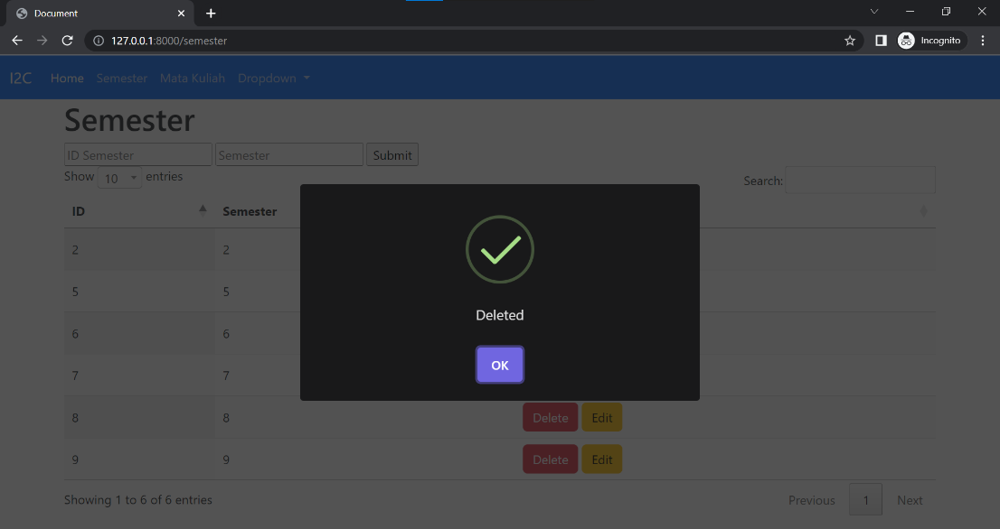 Document
127.0.0.1:8000/semester
Incognito
I2C Home Semester Mata Kuliah Dropdown
Semester
ID Semester Semester Submit
Show 10 entries
Search:
ID Semester
2 2
5 5
6 6
7 7
8 8 Delete Edit
9 9 Delete Edit
Deleted
OK
Showing 1 to 6 of 6 entries
Previous 1 Next